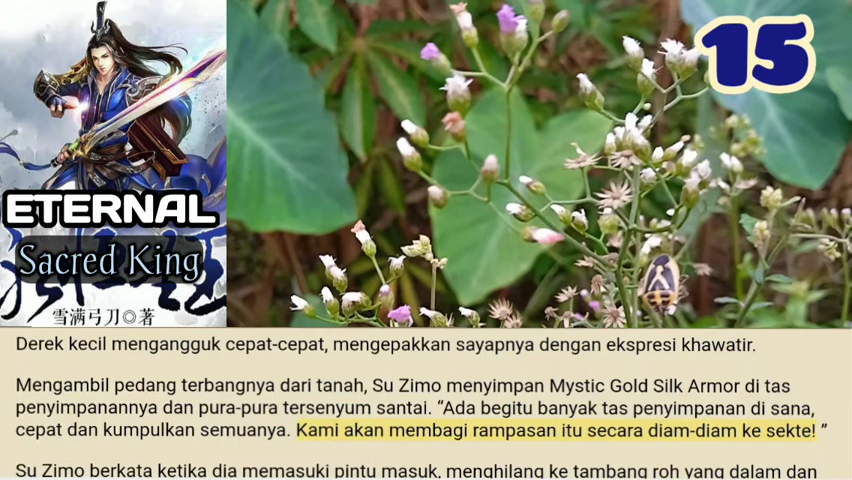 15
ETERNAL
Sacred King
雪满弓刀◎著
Derek kecil mengangguk cepat-cepat, mengepakkan sayapnya dengan ekspresi khawatir.
Mengambil pedang terbangnya dari tanah, Su Zimo menyimpan Mystic Gold Silk Armor di tas
penyimpanannya dan pura-pura tersenyum santai. “Ada begitu banyak tas penyimpanan di sana,
cepat dan kumpulkan semuanya. Kami akan membagi rampasan itu secara diam-diam ke sekte! ”
Su Zimo berkata ketika dia memasuki pintu masuk, menghilang ke tambang roh yang dalam dan